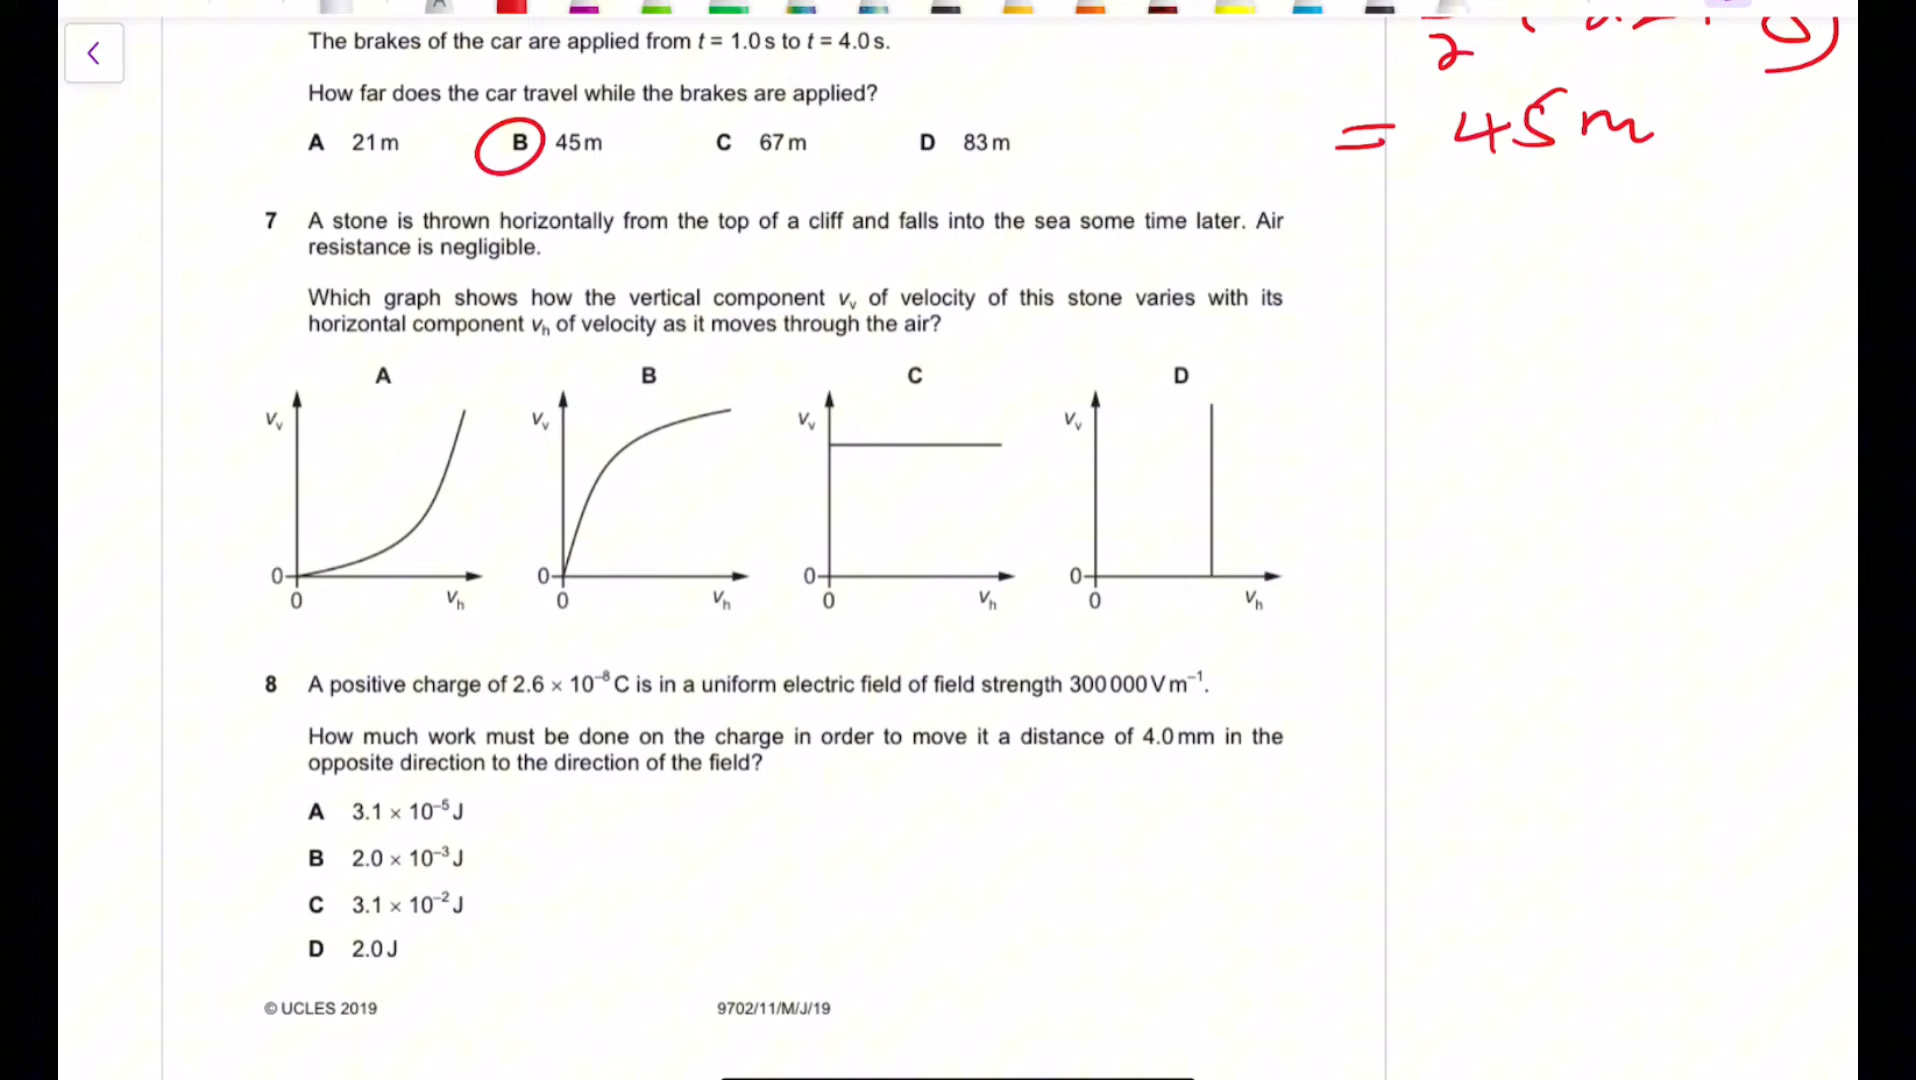 The brakes of the car are applied from t = 1.0 s to t = 4.0 s.
How far does the car travel while the brakes are applied?
A 21 m B 45 m C 67 m D 83 m
2
= 45 m
7 A stone is thrown horizontally from the top of a cliff and falls into the sea some time later. Air
resistance is negligible.
Which graph shows how the vertical component vᵥ of velocity of this stone varies with its
horizontal component vₕ of velocity as it moves through the air?
A B C D
vᵥ vᵥ vᵥ vᵥ
0 0 0 0
0 vₕ 0 vₕ 0 vₕ 0 vₕ
8 A positive charge of 2.6 × 10⁻⁸ C is in a uniform electric field of field strength 300 000 V m⁻¹.
How much work must be done on the charge in order to move it a distance of 4.0 mm in the
opposite direction to the direction of the field?
A 3.1 × 10⁻⁵ J
B 2.0 × 10⁻³ J
C 3.1 × 10⁻² J
D 2.0 J
© UCLES 2019 9702/11/M/J/19